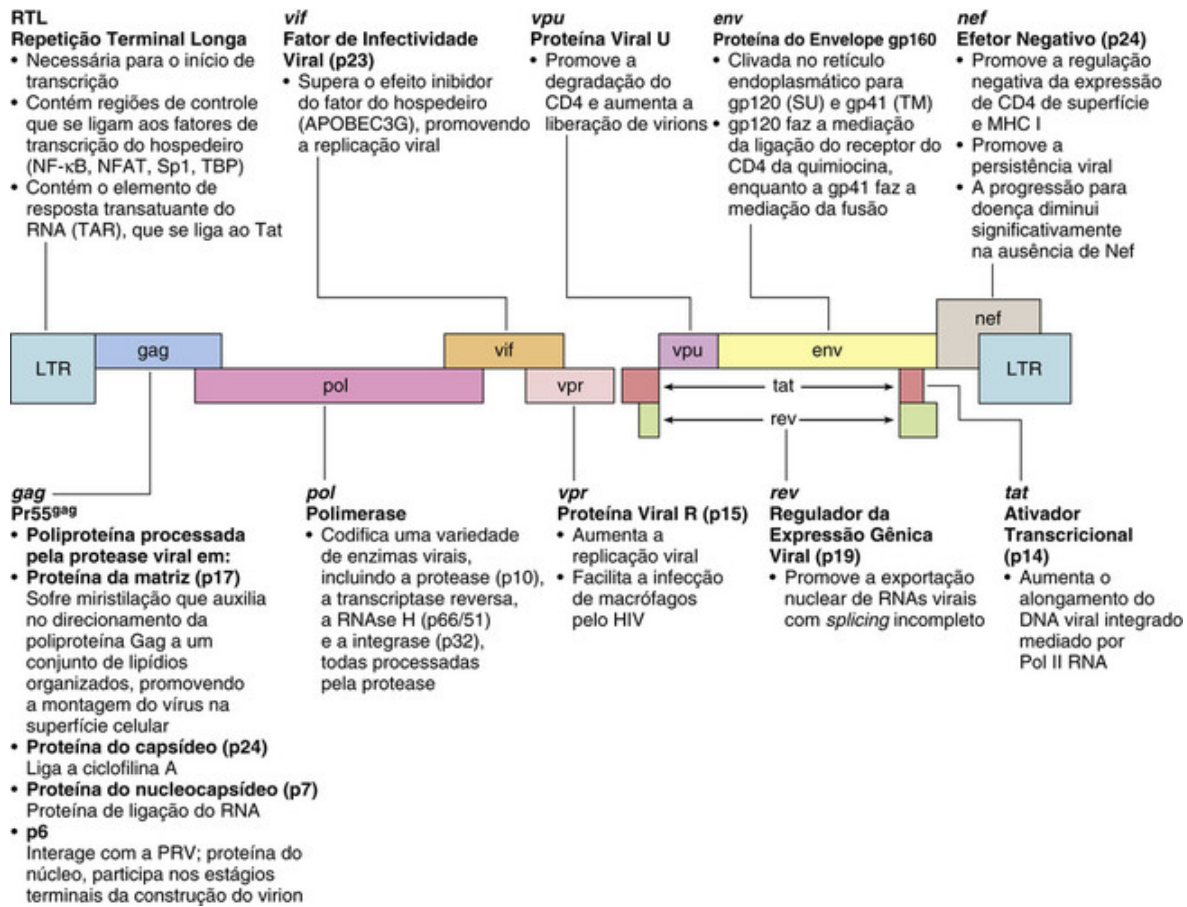 RTL
Repetição Terminal Longa
• Necessária para o início de
transcrição
• Contém regiões de controle
que se ligam aos fatores de
transcrição do hospedeiro
(NF-κB, NFAT, Sp1, TBP)
• Contém o elemento de
resposta transatuante do
RNA (TAR), que se liga ao Tat
vif
Fator de Infectividade
Viral (p23)
• Supera o efeito inibidor
do fator do hospedeiro
(APOBEC3G), promovendo
a replicação viral
vpu
Proteína Viral U
• Promove a
degradação do
CD4 e aumenta a
liberação de virions
env
Proteína do Envelope gp160
• Clivada no retículo
endoplasmático para
gp120 (SU) e gp41 (TM)
• gp120 faz a mediação
da ligação do receptor do
CD4 da quimiocina,
enquanto a gp41 faz a
mediação da fusão
nef
Efetor Negativo (p24)
• Promove a regulação
negativa da expressão
de CD4 de superfície
e MHC I
• Promove a
persistência viral
• A progressão para
doença diminui
significativamente
na ausência de Nef
LTR
gag
pol
vif
vpr
vpu
env
tat
rev
nef
LTR
gag
Pr55gag
• Poliproteína processada
pela protease viral em:
• Proteína da matriz (p17)
Sofre miristilação que auxilia
no direcionamento da
poliproteína Gag a um
conjunto de lipídios
organizados, promovendo
a montagem do vírus na
superfície celular
• Proteína do capsídeo (p24)
Liga a ciclofilina A
• Proteína do nucleocapsídeo (p7)
Proteína de ligação do RNA
• p6
Interage com a PRV; proteína do
núcleo, participa nos estágios
terminais da construção do virion
pol
Polimerase
• Codifica uma variedade
de enzimas virais,
incluindo a protease (p10),
a transcriptase reversa,
a RNAse H (p66/51)
e a integrase (p32),
todas processadas
pela protease
vpr
Proteína Viral R (p15)
• Aumenta a
replicação viral
• Facilita a infecção
de macrófagos
pelo HIV
rev
Regulador da
Expressão Gênica
Viral (p19)
• Promove a exportação
nuclear de RNAs virais
com splicing incompleto
tat
Ativador
Transcricional
(p14)
• Aumenta o
alongamento do
DNA viral integrado
mediado por
Pol II RNA